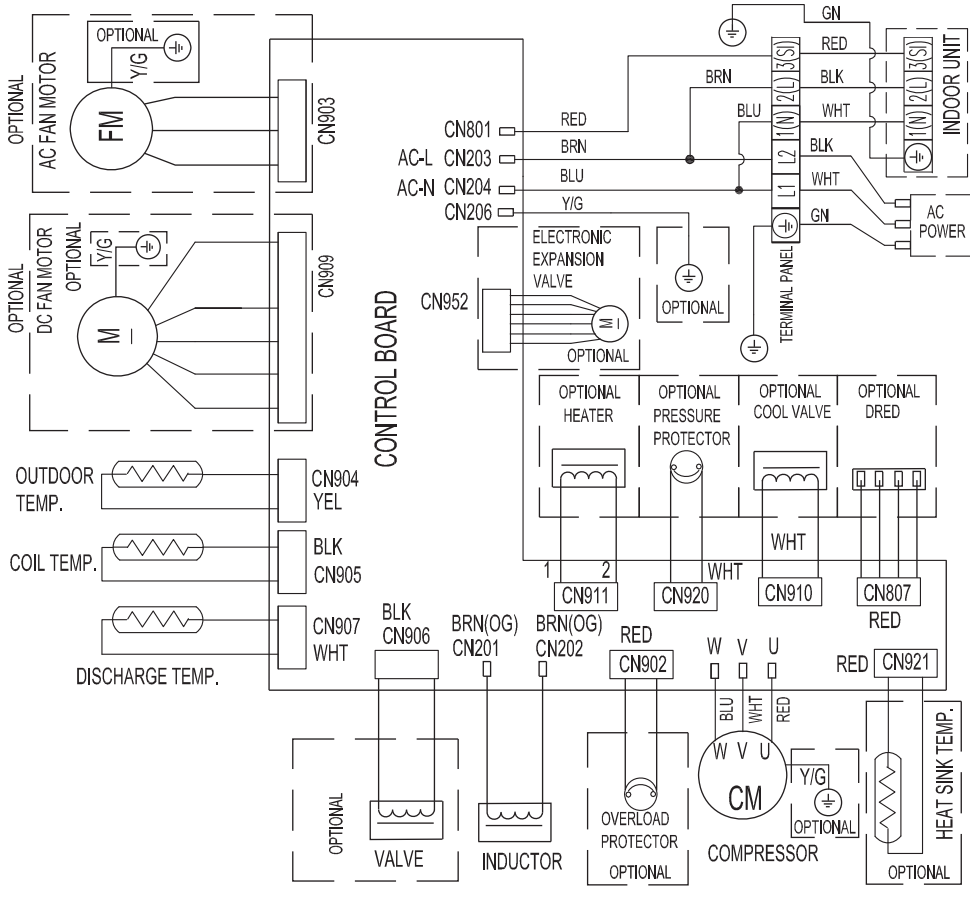 OPTIONAL
AC FAN MOTOR
OPTIONAL
Y/G
FM
CN903
OPTIONAL
DC FAN MOTOR
OPTIONAL
Y/G
M
CN909
OUTDOOR
TEMP.
CN904
YEL
COIL TEMP.
BLK
CN905
CN907
WHT
DISCHARGE TEMP.
CONTROL BOARD
CN801
RED
AC-L CN203
BRN
AC-N CN204
BLU
CN206
Y/G
BRN
BLU
GN
3(SI)
2(L)
1(N)
L2
L1
TERMINAL PANEL
RED
BLK
WHT
BLK
WHT
GN
3(SI)
2(L)
1(N)
INDOOR UNIT
AC
POWER
ELECTRONIC
EXPANSION
VALVE
CN952
M
OPTIONAL
OPTIONAL
OPTIONAL
HEATER
1
2
CN911
OPTIONAL
PRESSURE
PROTECTOR
WHT
CN920
OPTIONAL
COOL VALVE
WHT
CN910
OPTIONAL
DRED
CN807
RED
BLK
CN906
OPTIONAL
VALVE
BRN(OG)
CN201
BRN(OG)
CN202
INDUCTOR
RED
CN902
OVERLOAD
PROTECTOR
OPTIONAL
W V U
BLU
WHT
RED
W V U
CM
COMPRESSOR
Y/G
OPTIONAL
RED
CN921
HEAT SINK TEMP.
OPTIONAL